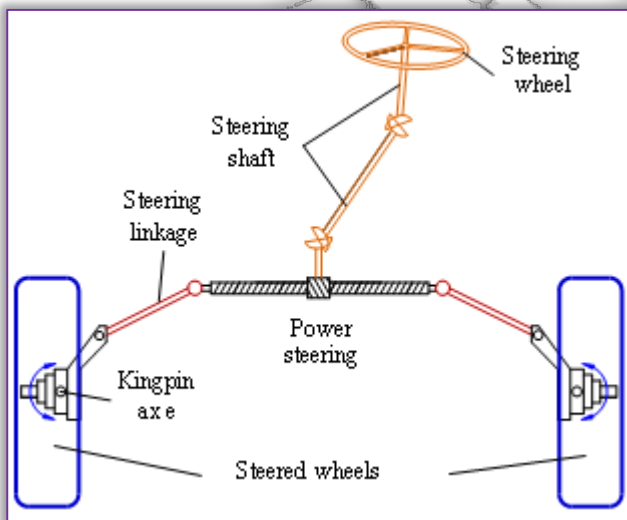 Steering
wheel
Steering
shaft
Steering
linkage
Power
steering
Kingpin
axe
Steered wheels